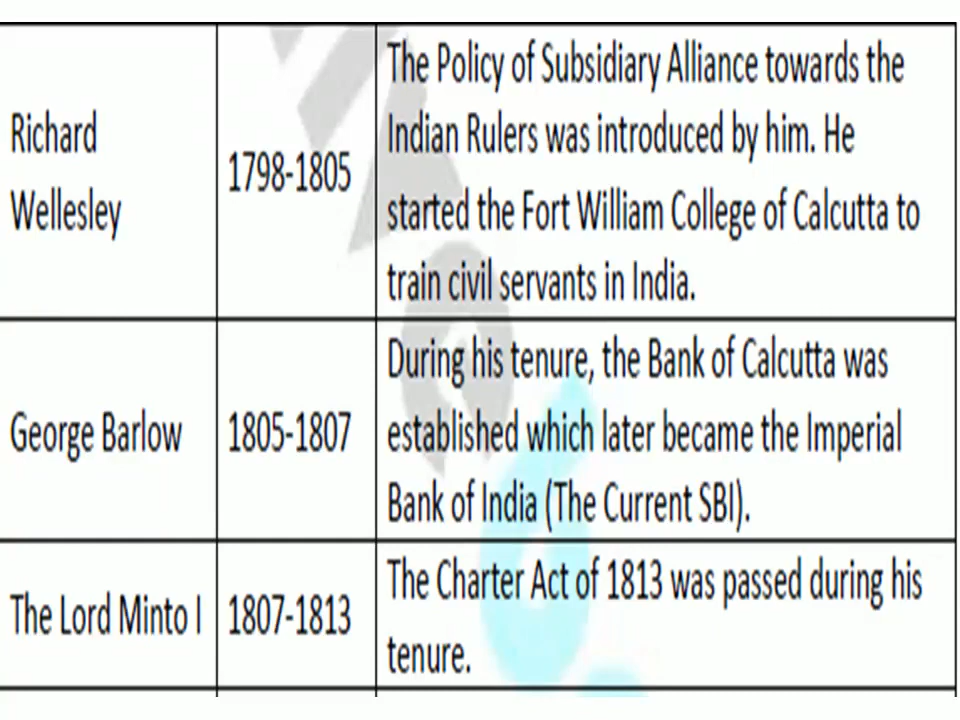 Richard
Wellesley
1798-1805
The Policy of Subsidiary Alliance towards the
Indian Rulers was introduced by him. He
started the Fort William College of Calcutta to
train civil servants in India.
George Barlow
1805-1807
During his tenure, the Bank of Calcutta was
established which later became the Imperial
Bank of India (The Current SBI).
The Lord Minto I
1807-1813
The Charter Act of 1813 was passed during his
tenure.